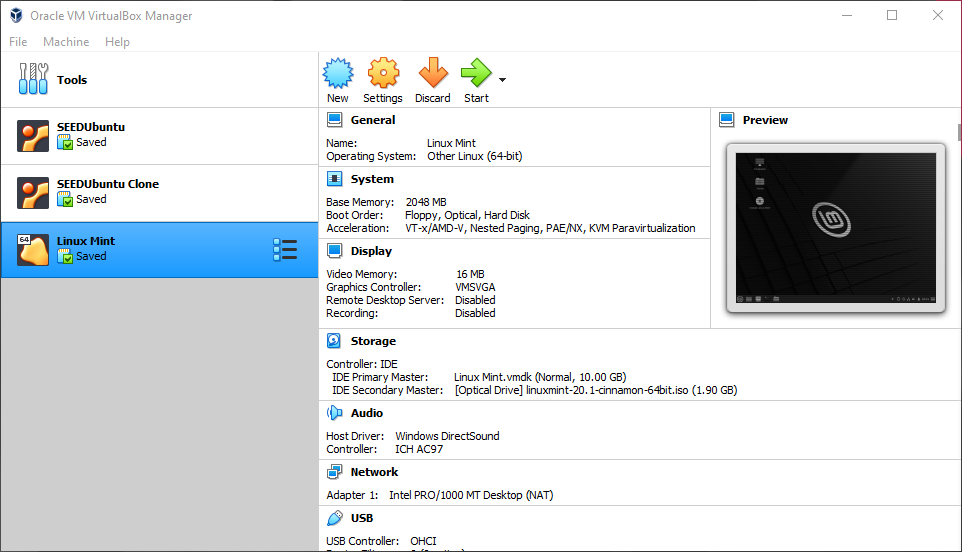 Oracle VM VirtualBox Manager
File Machine Help
Tools
New Settings Discard Start
SEEDUbuntu
Saved
SEEDUbuntu Clone
Saved
64
Linux Mint
Saved
General
Name: Linux Mint
Operating System: Other Linux (64-bit)
System
Base Memory: 2048 MB
Boot Order: Floppy, Optical, Hard Disk
Acceleration: VT-x/AMD-V, Nested Paging, PAE/NX, KVM Paravirtualization
Display
Video Memory: 16 MB
Graphics Controller: VMSVGA
Remote Desktop Server: Disabled
Recording: Disabled
Preview
Storage
Controller: IDE
IDE Primary Master: Linux Mint.vmdk (Normal, 10.00 GB)
IDE Secondary Master: [Optical Drive] linuxmint-20.1-cinnamon-64bit.iso (1.90 GB)
Audio
Host Driver: Windows DirectSound
Controller: ICH AC97
Network
Adapter 1: Intel PRO/1000 MT Desktop (NAT)
USB
USB Controller: OHCI